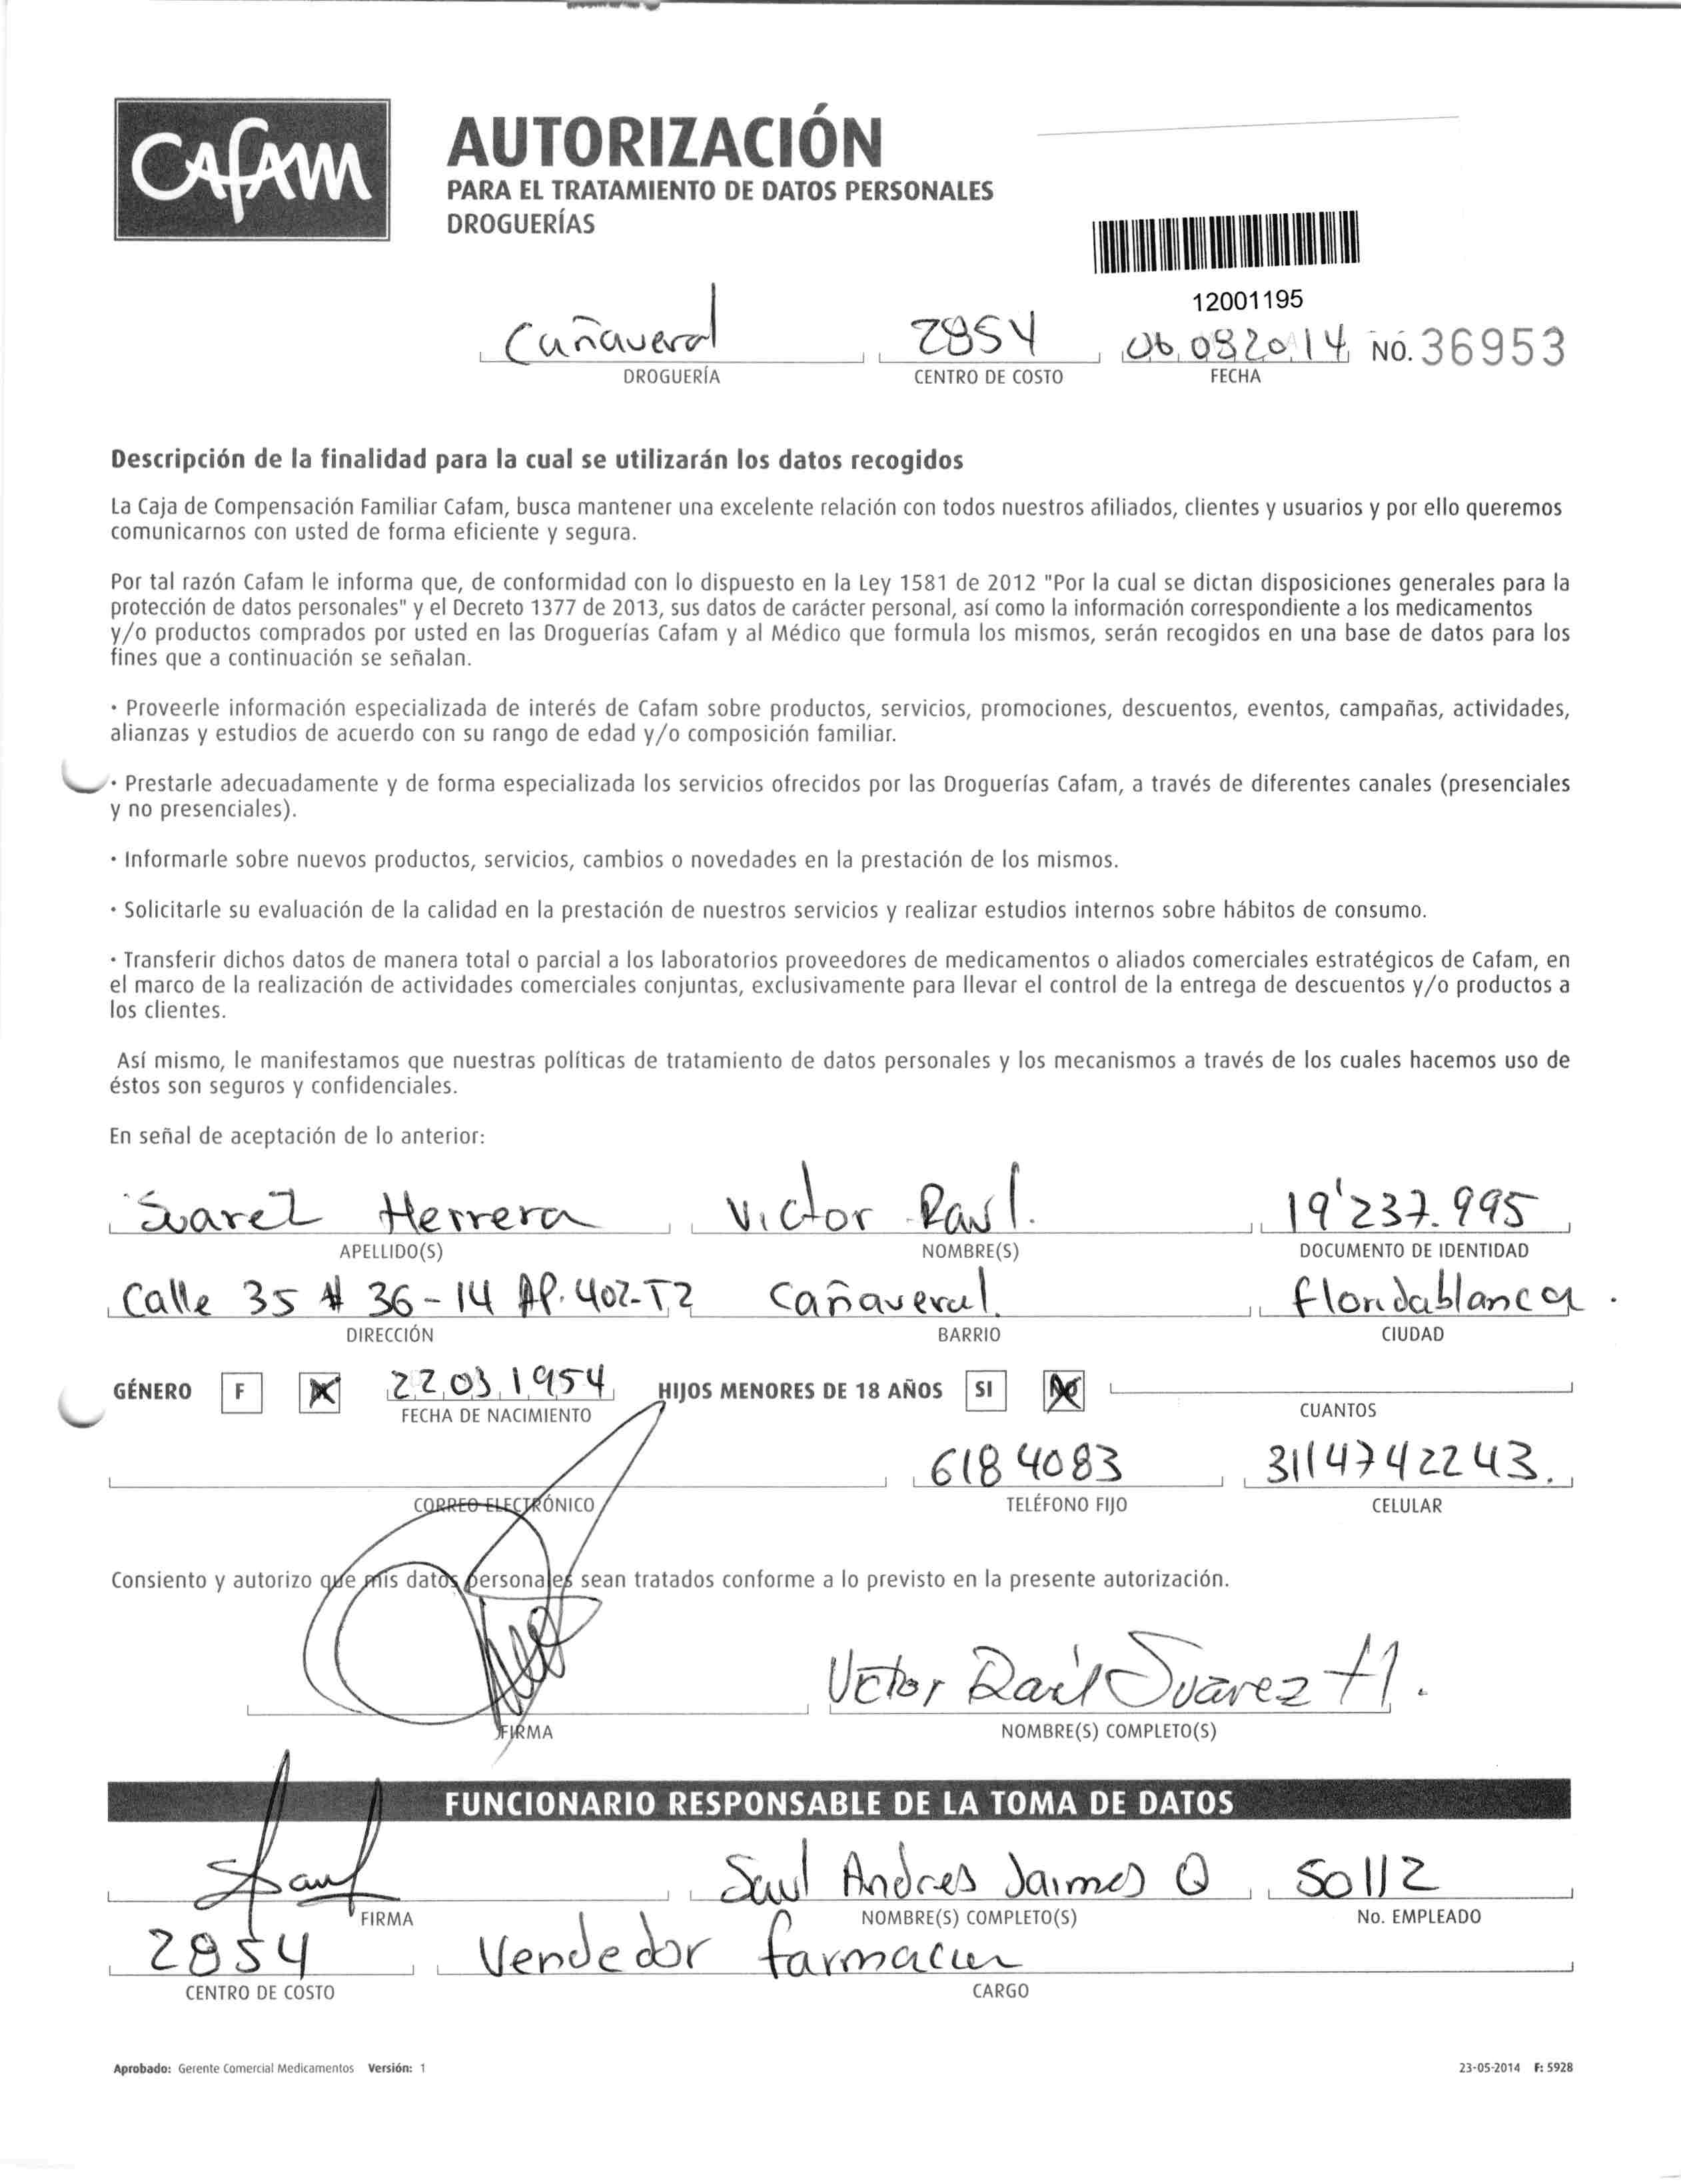 Cafam
AUTORIZACIÓN
PARA EL TRATAMIENTO DE DATOS PERSONALES
DROGUERÍAS
12001195
Cañaveral 2854 06 08 2014 NO. 36953
DROGUERÍA CENTRO DE COSTO FECHA
Descripción de la finalidad para la cual se utilizarán los datos recogidos
La Caja de Compensación Familiar Cafam, busca mantener una excelente relación con todos nuestros afiliados, clientes y usuarios y por ello queremos
comunicarnos con usted de forma eficiente y segura.
Por tal razón Cafam le informa que, de conformidad con lo dispuesto en la Ley 1581 de 2012 "Por la cual se dictan disposiciones generales para la
protección de datos personales" y el Decreto 1377 de 2013, sus datos de carácter personal, así como la información correspondiente a los medicamentos
y/o productos comprados por usted en las Droguerías Cafam y al Médico que formula los mismos, serán recogidos en una base de datos para los
fines que a continuación se señalan.
· Proveerle información especializada de interés de Cafam sobre productos, servicios, promociones, descuentos, eventos, campañas, actividades,
alianzas y estudios de acuerdo con su rango de edad y/o composición familiar.
· Prestarle adecuadamente y de forma especializada los servicios ofrecidos por las Droguerías Cafam, a través de diferentes canales (presenciales
y no presenciales).
· Informarle sobre nuevos productos, servicios, cambios o novedades en la prestación de los mismos.
· Solicitarle su evaluación de la calidad en la prestación de nuestros servicios y realizar estudios internos sobre hábitos de consumo.
· Transferir dichos datos de manera total o parcial a los laboratorios proveedores de medicamentos o aliados comerciales estratégicos de Cafam, en
el marco de la realización de actividades comerciales conjuntas, exclusivamente para llevar el control de la entrega de descuentos y/o productos a
los clientes.
Así mismo, le manifestamos que nuestras políticas de tratamiento de datos personales y los mecanismos a través de los cuales hacemos uso de
éstos son seguros y confidenciales.
En señal de aceptación de lo anterior:
Suarez Herrera Victor Raul. 19'237.995
APELLIDO(S) NOMBRE(S) DOCUMENTO DE IDENTIDAD
Calle 35 # 36-14 AP. 402-T2 Cañaveral. floridablanca.
DIRECCIÓN BARRIO CIUDAD
GÉNERO F 22 03 1954 HIJOS MENORES DE 18 AÑOS SI NO
FECHA DE NACIMIENTO CUANTOS
6184083 3114742243.
CORREO ELECTRÓNICO TELÉFONO FIJO CELULAR
Consiento y autorizo que mis datos personales sean tratados conforme a lo previsto en la presente autorización.
Victor Raúl Suarez H.
FIRMA NOMBRE(S) COMPLETO(S)
FUNCIONARIO RESPONSABLE DE LA TOMA DE DATOS
Saul Andres Jaimes Q 50112
FIRMA NOMBRE(S) COMPLETO(S) No. EMPLEADO
2854 Vendedor farmacia
CENTRO DE COSTO CARGO
Aprobado: Gerente Comercial Medicamentos Versión: 1 23-05-2014 F: 5928